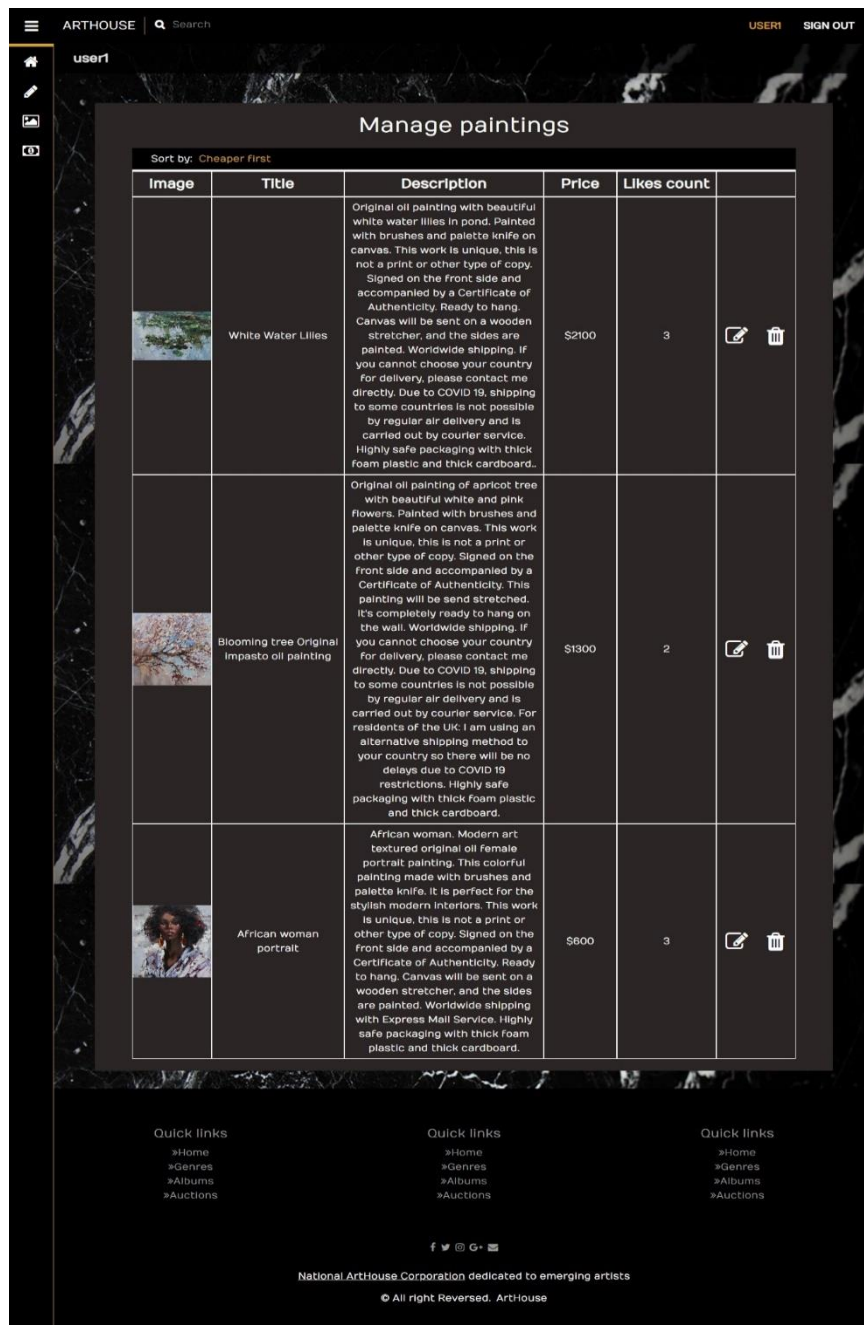 ARTHOUSE Search USER1 SIGN OUT
user1
Manage paintings
Sort by: Cheaper first
Image Title Description Price Likes count
White Water Lilies
Original oil painting with beautiful
white water lilies in pond. Painted
with brushes and palette knife on
canvas. This work is unique, this is
not a print or other type of copy.
Signed on the front side and
accompanied by a Certificate of
Authenticity. Ready to hang.
Canvas will be sent on a wooden
stretcher, and the sides are
painted. Worldwide shipping. If
you cannot choose your country
for delivery, please contact me
directly. Due to COVID 19, shipping
to some countries is not possible
by regular air delivery and is
carried out by courier service.
Highly safe packaging with thick
foam plastic and thick cardboard..
$2100
3
Blooming tree Original
impasto oil painting
Original oil painting of apricot tree
with beautiful white and pink
flowers. Painted with brushes and
palette knife on canvas. This work
is unique, this is not a print or
other type of copy. Signed on the
front side and accompanied by a
Certificate of Authenticity. This
painting will be send stretched.
It's completely ready to hang on
the wall. Worldwide shipping. If
you cannot choose your country
for delivery, please contact me
directly. Due to COVID 19, shipping
to some countries is not possible
by regular air delivery and is
carried out by courier service. For
residents of the UK: I am using an
alternative shipping method to
your country so there will be no
delays due to COVID 19
restrictions. Highly safe
packaging with thick foam plastic
and thick cardboard.
$1300
2
African woman
portrait
African woman. Modern art
textured original oil female
portrait painting. This colorful
painting made with brushes and
palette knife. It is perfect for the
stylish modern interiors. This work
is unique, this is not a print or
other type of copy. Signed on the
front side and accompanied by a
Certificate of Authenticity. Ready
to hang. Canvas will be sent on a
wooden stretcher, and the sides
are painted. Worldwide shipping
with Express Mail Service. Highly
safe packaging with thick foam
plastic and thick cardboard.
$600
3
Quick links Quick links Quick links
»Home »Home »Home
»Genres »Genres »Genres
»Albums »Albums »Albums
»Auctions »Auctions »Auctions
National ArtHouse Corporation dedicated to emerging artists
© All right Reversed. ArtHouse